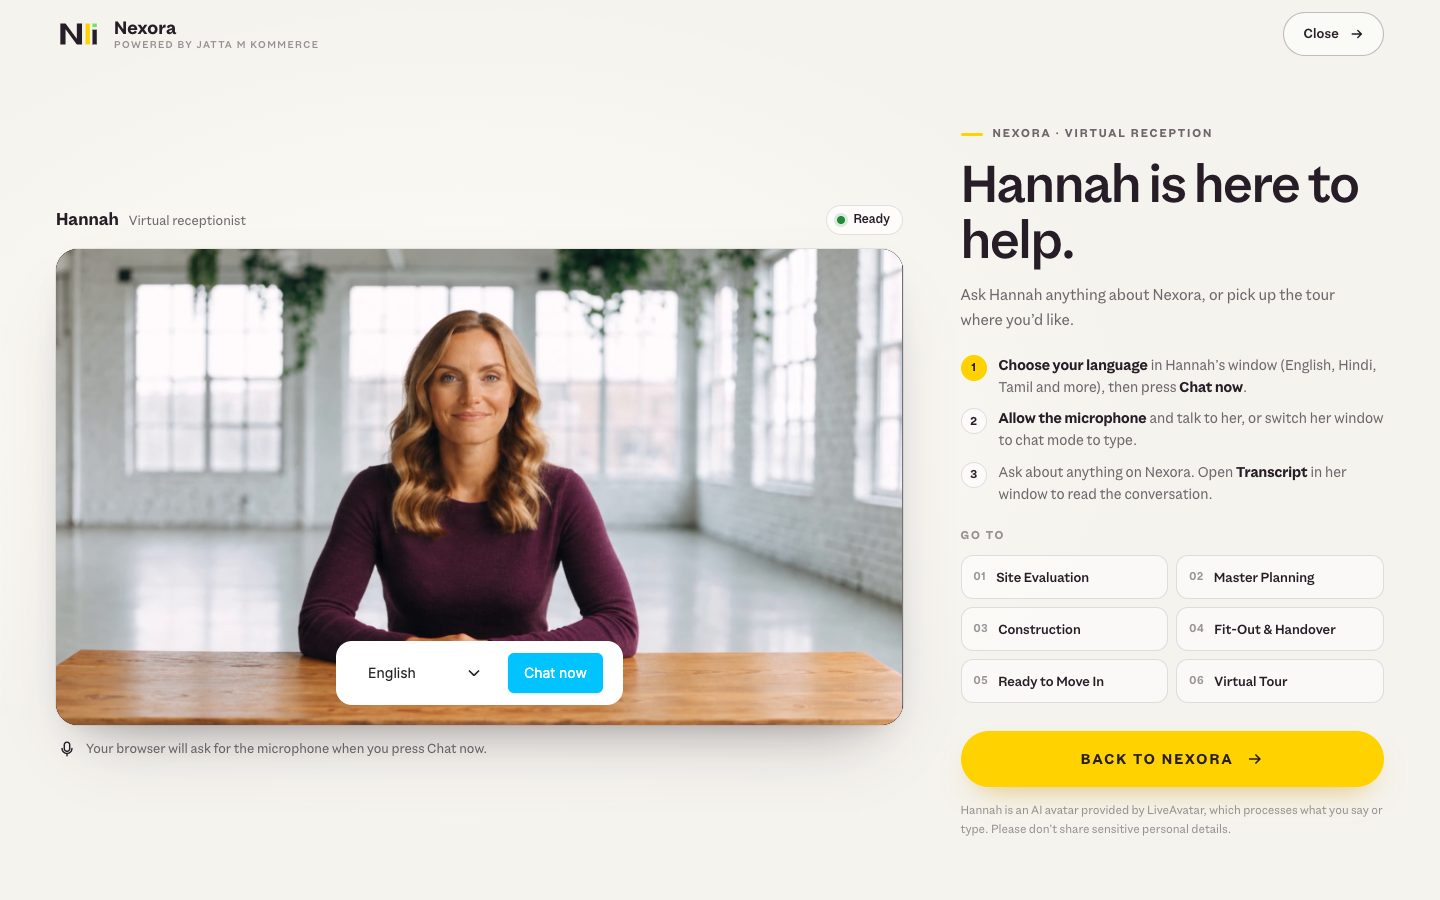 Nexora
POWERED BY JATTA M KOMMERCE
Close
Hannah Virtual receptionist
Ready
English
Chat now
Your browser will ask for the microphone when you press Chat now.
NEXORA · VIRTUAL RECEPTION
Hannah is here to
help.
Ask Hannah anything about Nexora, or pick up the tour
where you’d like.
1 Choose your language in Hannah’s window (English, Hindi,
Tamil and more), then press Chat now.
2 Allow the microphone and talk to her, or switch her window
to chat mode to type.
3 Ask about anything on Nexora. Open Transcript in her
window to read the conversation.
GO TO
01 Site Evaluation
02 Master Planning
03 Construction
04 Fit-Out & Handover
05 Ready to Move In
06 Virtual Tour
BACK TO NEXORA
Hannah is an AI avatar provided by LiveAvatar, which processes what you say or
type. Please don’t share sensitive personal details.